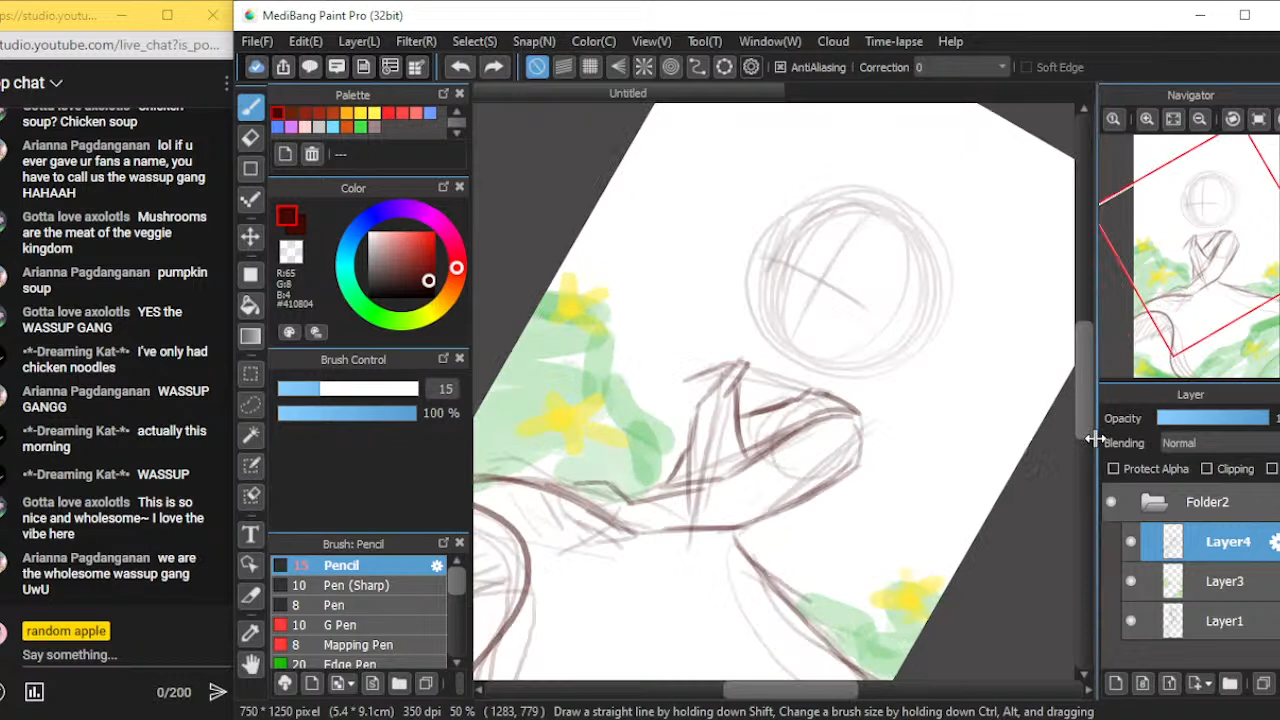 ps://studio.youtu...
tudio.youtube.com/live_chat?is_po...
op chat
Gotta love axolotls Chicken
soup? Chicken soup
Arianna Pagdanganan lol if u
ever gave ur fans a name, you
have to call us the wassup gang
HAHAAH
Gotta love axolotls Mushrooms
are the meat of the veggie
kingdom
Arianna Pagdanganan pumpkin
soup
Gotta love axolotls YES the
WASSUP GANG
•*-Dreaming Kat-*• I've only had
chicken noodles
Arianna Pagdanganan WASSUP
GANGG
•*-Dreaming Kat-*• actually this
morning
•*-Dreaming Kat-*• WASSUP
Gotta love axolotls This is so
nice and wholesome~ I love the
vibe here
Arianna Pagdanganan we are
the wholesome wassup gang
UwU
random apple
Say something...
0/200
MediBang Paint Pro (32bit)
File(F) Edit(E) Layer(L) Filter(R) Select(S) Snap(N) Color(C) View(V) Tool(T) Window(W) Cloud Time-lapse Help
AntiAliasing Correction 0 Soft Edge
Palette
---
Color
R:65
G:8
B:4
#410804
Brush Control
15
100 %
Brush: Pencil
15 Pencil
10 Pen (Sharp)
8 Pen
10 G Pen
8 Mapping Pen
20 Edge Pen
Untitled
Navigator
Layer
Opacity 1
Blending Normal
Protect Alpha Clipping
Folder2
Layer4
Layer3
Layer1
750 * 1250 pixel (5.4 * 9.1cm) 350 dpi 50 % ( 1283, 779 ) Draw a straight line by holding down Shift, Change a brush size by holding down Ctrl, Alt, and dragging